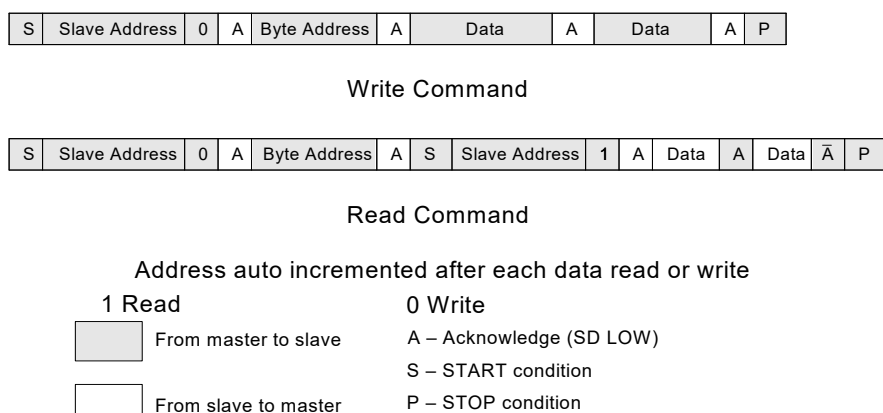 S Slave Address 0 A Byte Address A Data A Data A P
Write Command
S Slave Address 0 A Byte Address A S Slave Address 1 A Data A Data A̅ P
Read Command
Address auto incremented after each data read or write
1 Read 0 Write
From master to slave A – Acknowledge (SD LOW)
S – START condition
From slave to master P – STOP condition